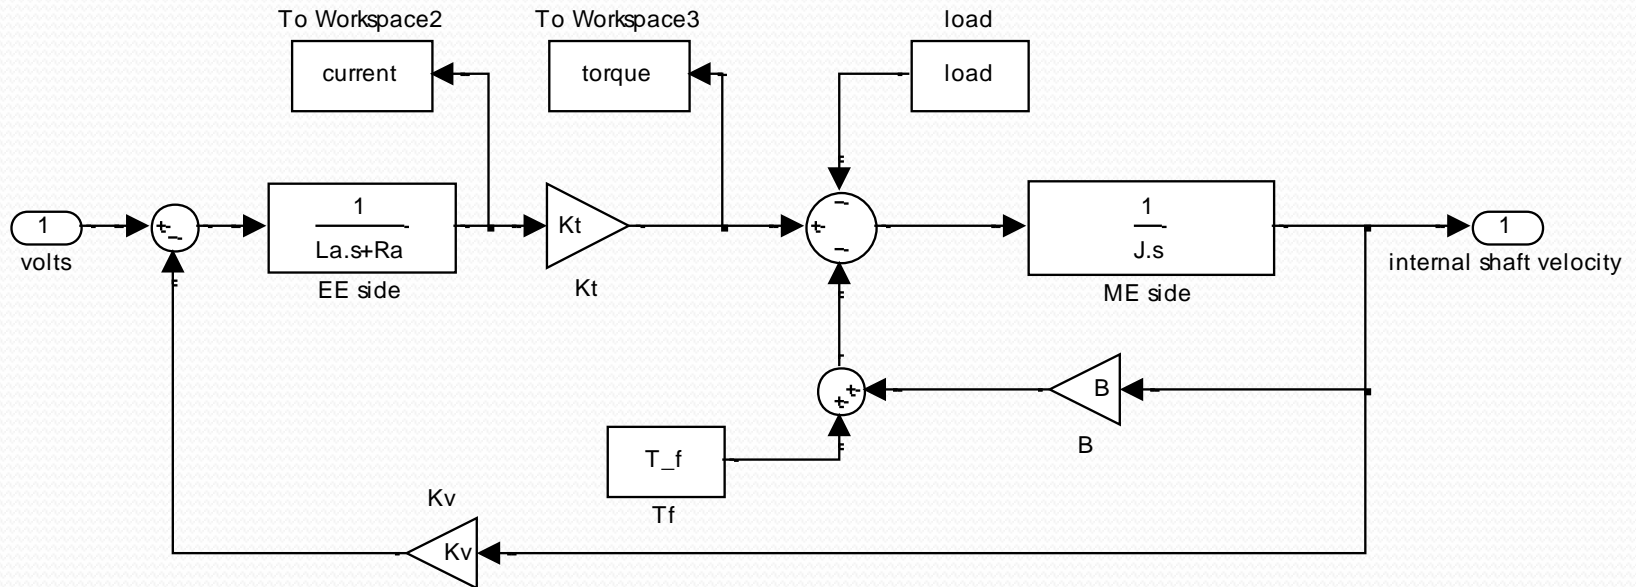 To Workspace2
To Workspace3
load
current
torque
load
1
volts
+
−
1
La.s+Ra
EE side
Kt
Kt
−
+
−
1
J.s
ME side
1
internal shaft velocity
+
+
B
B
T_f
Tf
Kv
Kv